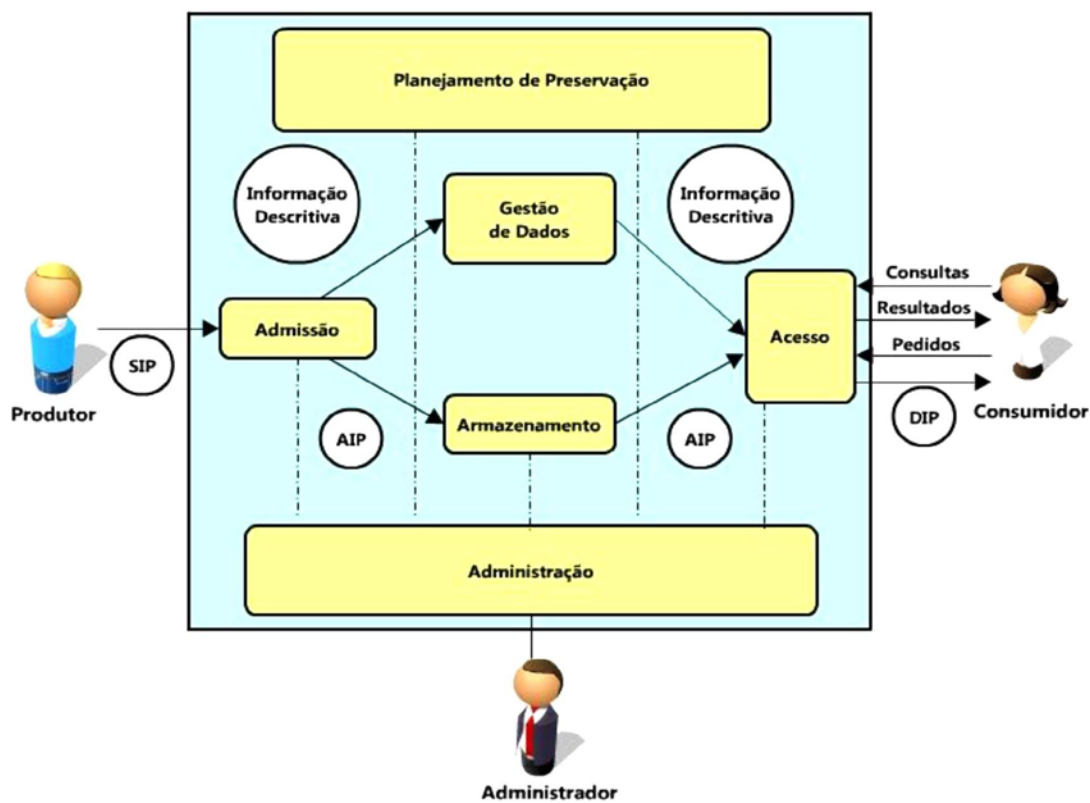 Planejamento de Preservação
Informação
Descritiva
Gestão
de Dados
Informação
Descritiva
Consultas
Resultados
Pedidos
Admissão
Acesso
SIP
Produtor
AIP
Armazenamento
AIP
DIP
Consumidor
Administração
Administrador